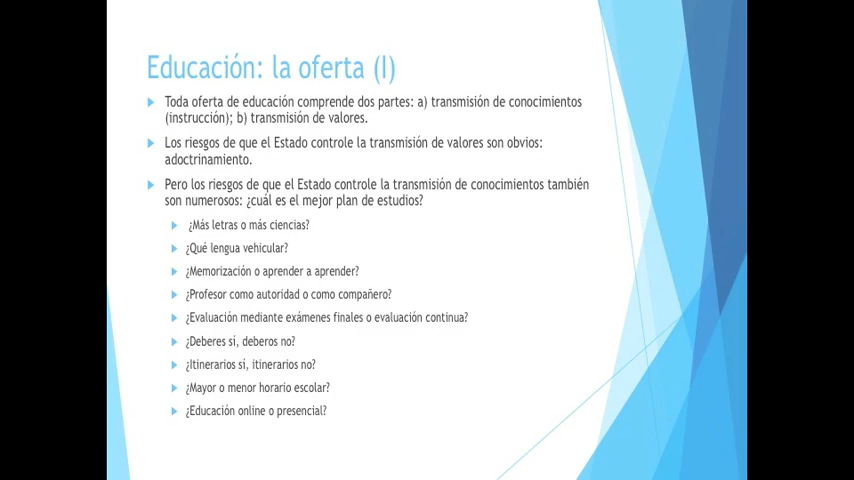 Educación: la oferta (I)
Toda oferta de educación comprende dos partes: a) transmisión de conocimientos
(instrucción); b) transmisión de valores.
Los riesgos de que el Estado controle la transmisión de valores son obvios:
adoctrinamiento.
Pero los riesgos de que el Estado controle la transmisión de conocimientos también
son numerosos: ¿cuál es el mejor plan de estudios?
¿Más letras o más ciencias?
¿Qué lengua vehicular?
¿Memorización o aprender a aprender?
¿Profesor como autoridad o como compañero?
¿Evaluación mediante exámenes finales o evaluación continua?
¿Deberes sí, deberos no?
¿Itinerarios sí, itinerarios no?
¿Mayor o menor horario escolar?
¿Educación online o presencial?